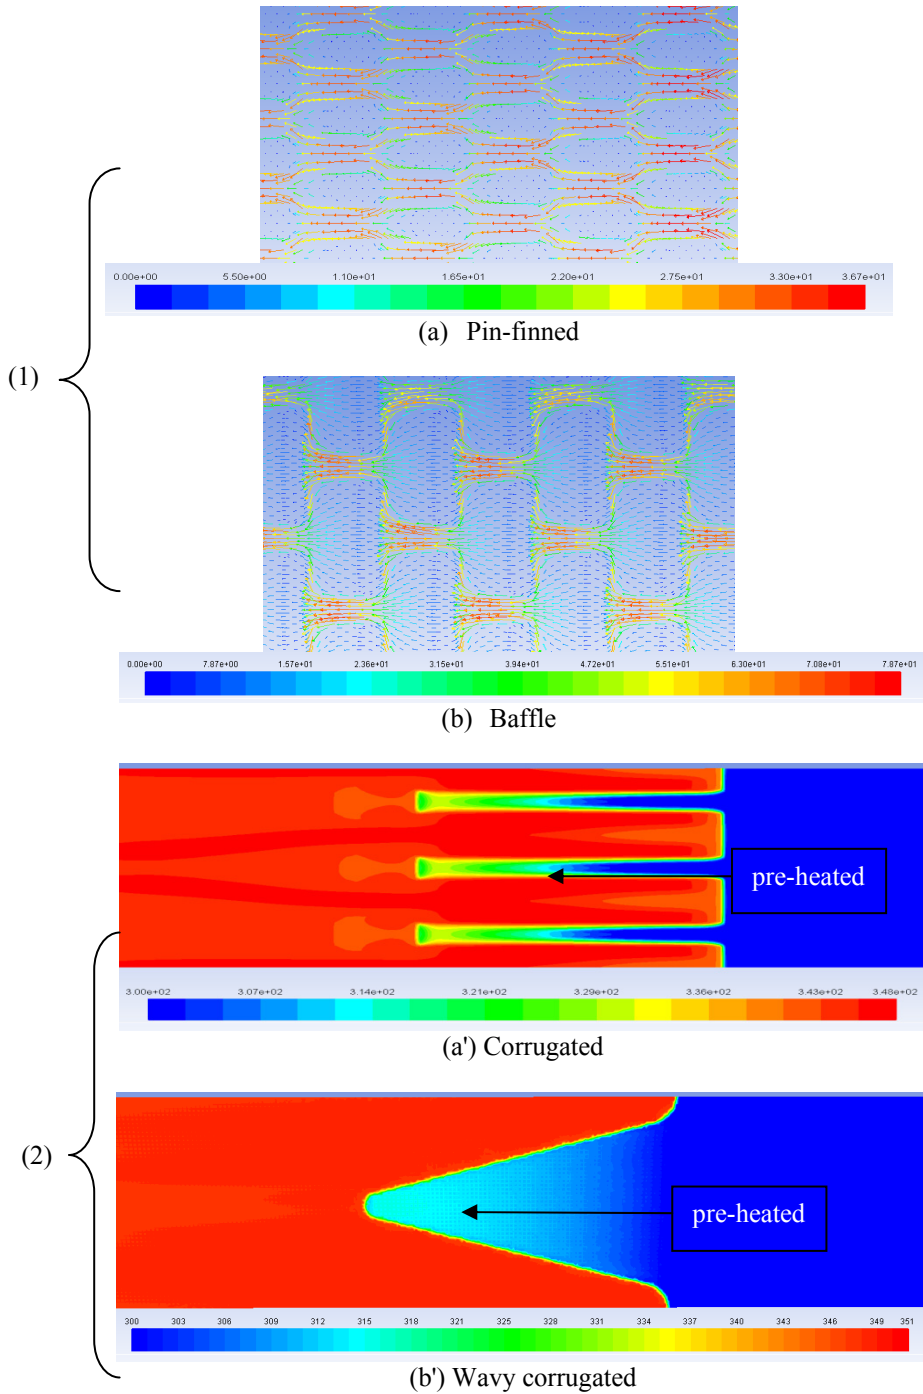 0.00e+00 5.50e+00 1.10e+01 1.65e+01 2.20e+01 2.75e+01 3.30e+01 3.67e+01
(a) Pin-finned
(1)
0.00e+00 7.87e+00 1.57e+01 2.36e+01 3.15e+01 3.94e+01 4.72e+01 5.51e+01 6.30e+01 7.08e+01 7.87e+01
(b) Baffle
pre-heated
3.00e+02 3.07e+02 3.14e+02 3.21e+02 3.29e+02 3.36e+02 3.43e+02 3.48e+02
(a') Corrugated
(2)
pre-heated
300 303 306 309 312 315 318 321 325 328 331 334 337 340 343 346 349 351
(b') Wavy corrugated